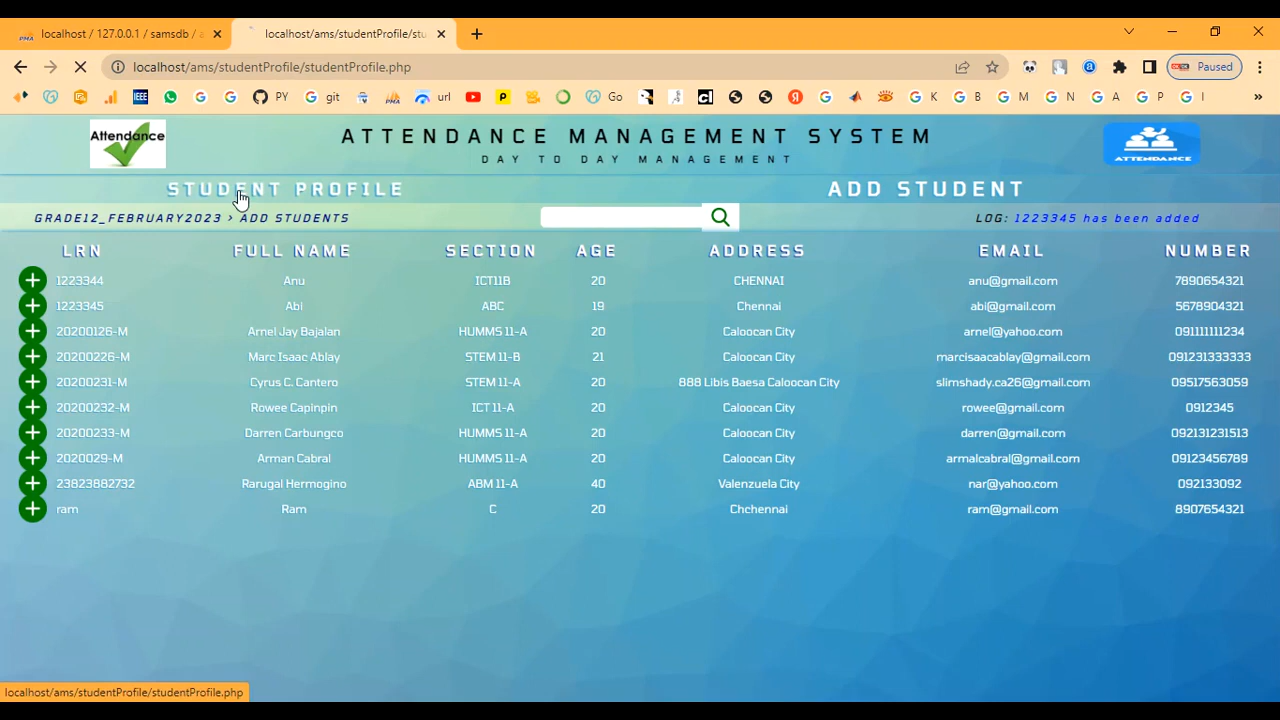 localhost / 127.0.0.1 / samsdb / a
localhost/ams/studentProfile/stu
localhost/ams/studentProfile/studentProfile.php
Paused
IEEE
PY
git
PMA
url
Go
K
B
M
N
A
P
I
Attendance
ATTENDANCE MANAGEMENT SYSTEM
DAY TO DAY MANAGEMENT
ATTENDANCE
STUDENT PROFILE
ADD STUDENT
GRADE12_FEBRUARY2023 > ADD STUDENTS
LOG: 1223345 has been added
LRN FULL NAME SECTION AGE ADDRESS EMAIL NUMBER
1223344 Anu ICT11B 20 CHENNAI anu@gmail.com 7890654321
1223345 Abi ABC 19 Chennai abi@gmail.com 5678904321
20200126-M Arnel Jay Bajalan HUMMS 11-A 20 Caloocan City arnel@yahoo.com 091111111234
20200226-M Marc Isaac Ablay STEM 11-B 21 Caloocan City marcisaacablay@gmail.com 091231333333
20200231-M Cyrus C. Cantero STEM 11-A 20 888 Libis Baesa Caloocan City slimshady.ca26@gmail.com 09517563059
20200232-M Rowee Capinpin ICT 11-A 20 Caloocan City rowee@gmail.com 0912345
20200233-M Darren Carbungco HUMMS 11-A 20 Caloocan City darren@gmail.com 092131231513
2020029-M Arman Cabral HUMMS 11-A 20 Caloocan City armalcabral@gmail.com 09123456789
23823882732 Rarugal Hermogino ABM 11-A 40 Valenzuela City nar@yahoo.com 092133092
ram Ram C 20 Chchennai ram@gmail.com 8907654321
localhost/ams/studentProfile/studentProfile.php